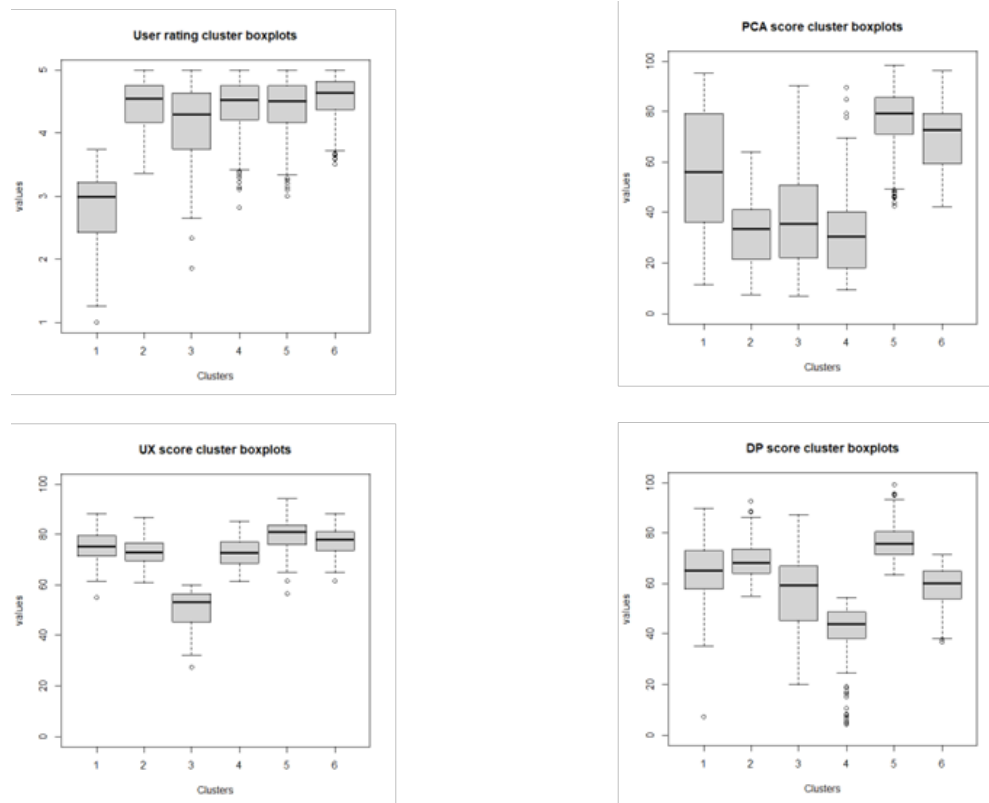 User rating cluster boxplots
values
5
4
3
2
1
1 2 3 4 5 6
Clusters
PCA score cluster boxplots
values
100
80
60
40
20
0
1 2 3 4 5 6
Clusters
UX score cluster boxplots
values
100
80
60
40
20
0
1 2 3 4 5 6
Clusters
DP score cluster boxplots
values
100
80
60
40
20
0
1 2 3 4 5 6
Clusters